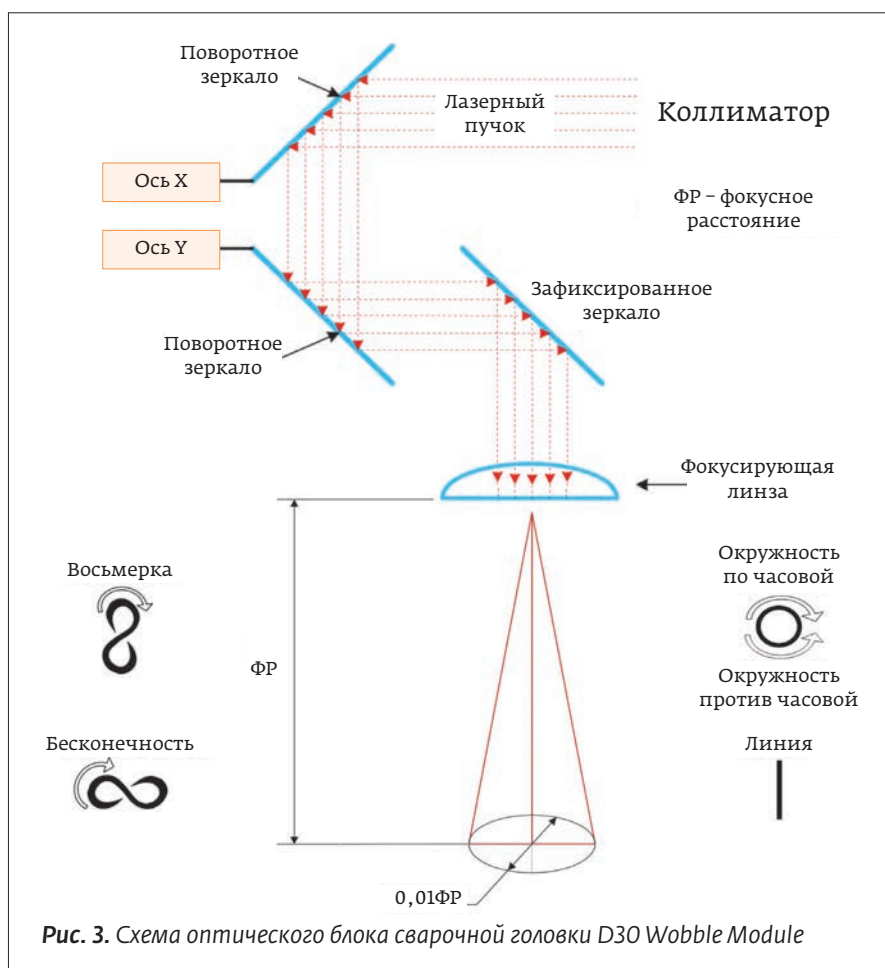 Поворотное
зеркало
Лазерный
пучок
Коллиматор
Ось X
ФР – фокусное
расстояние
Ось Y
Зафиксированное
зеркало
Поворотное
зеркало
Фокусирующая
линза
Восьмерка
Окружность
по часовой
ФР
Окружность
против часовой
Бесконечность
Линия
0,01ФР
Рис. 3. Схема оптического блока сварочной головки D30 Wobble Module